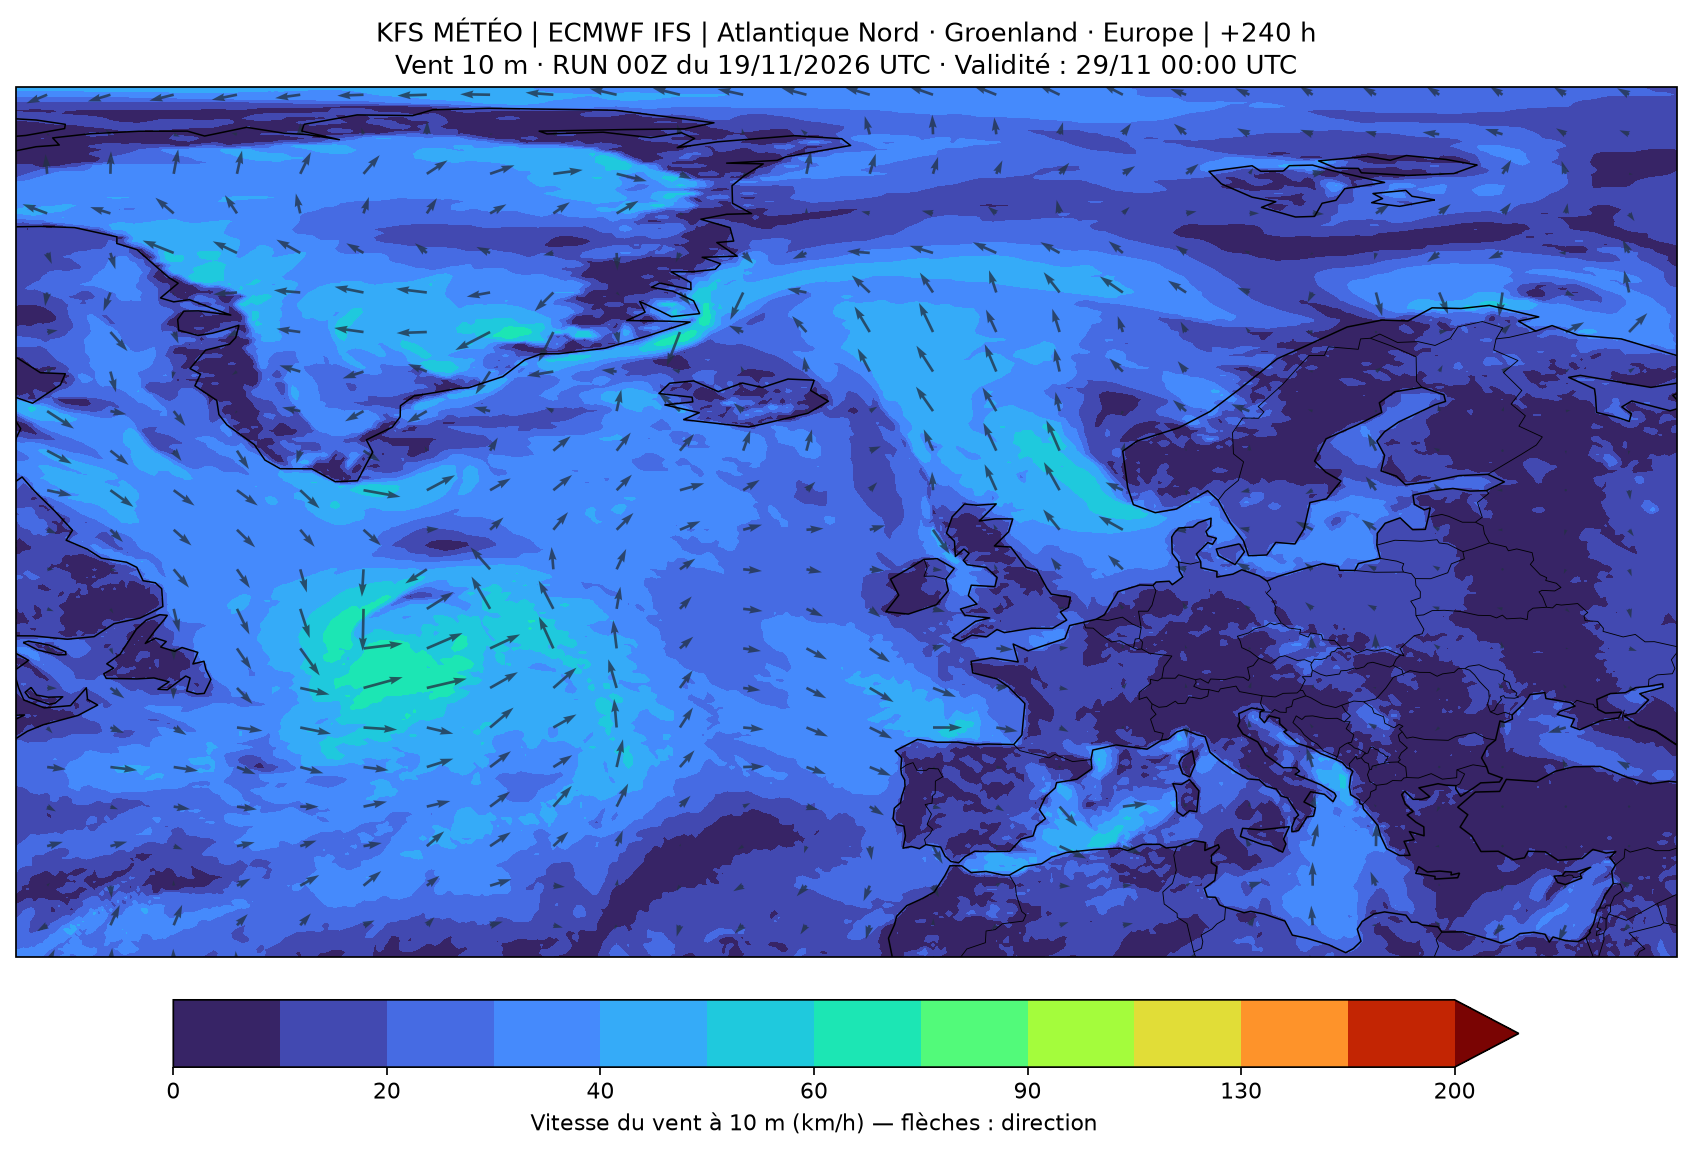 KFS MÉTÉO | ECMWF IFS | Atlantique Nord · Groenland · Europe | +240 h
Vent 10 m · RUN 00Z du 19/11/2026 UTC · Validité : 29/11 00:00 UTC
0 20 40 60 90 130 200
Vitesse du vent à 10 m (km/h) — flèches : direction